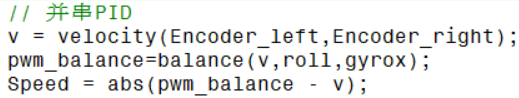 // 并串PID
v = velocity(Encoder_left,Encoder_right);
pwm_balance=balance(v,roll,gyrox);
Speed = abs(pwm_balance - v);